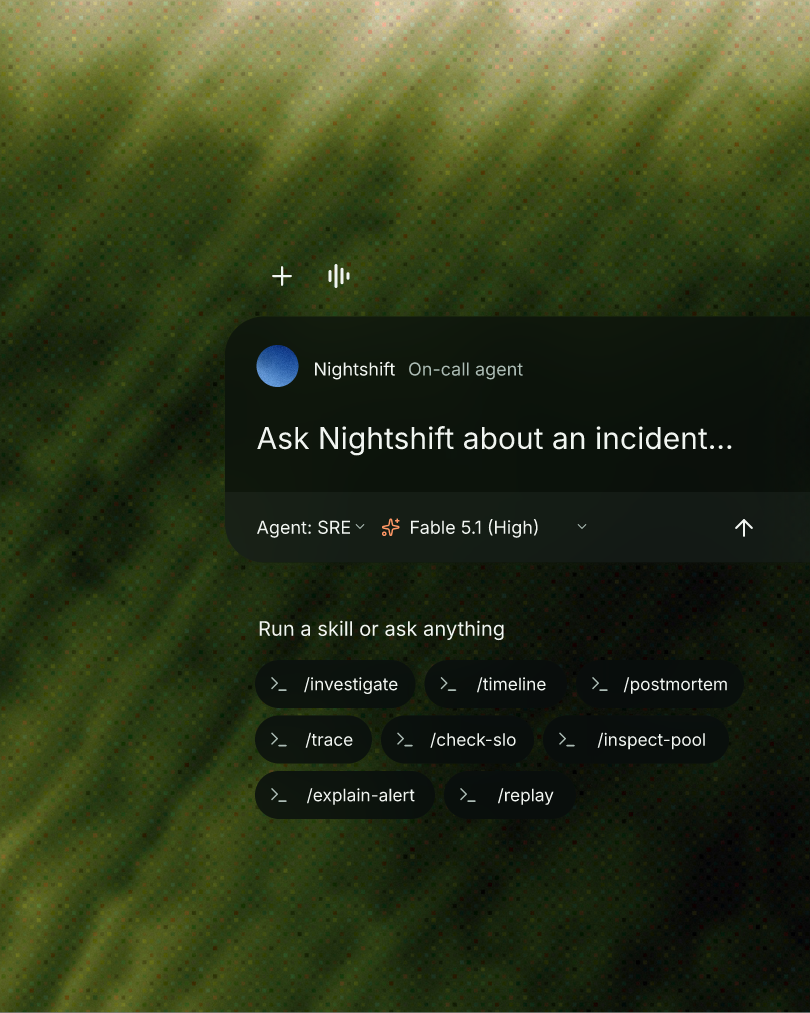 Nightshift On-call agent
Ask Nightshift about an incident...
Agent: SRE Fable 5.1 (High)
Run a skill or ask anything
/investigate /timeline /postmortem
/trace /check-slo /inspect-pool
/explain-alert /replay